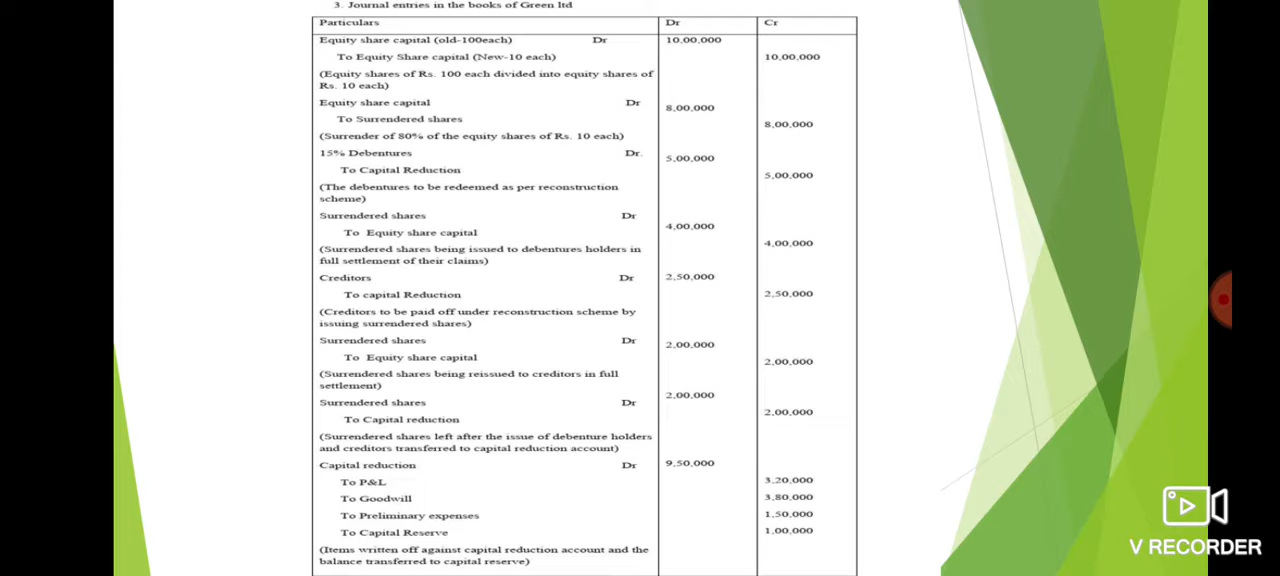 3. Journal entries in the books of Green ltd
Particulars Dr Cr
Equity share capital (old-100each) Dr 10,00,000
To Equity Share capital (New-10 each) 10,00,000
(Equity shares of Rs. 100 each divided into equity shares of
Rs. 10 each)
Equity share capital Dr 8,00,000
To Surrendered shares 8,00,000
(Surrender of 80% of the equity shares of Rs. 10 each)
15% Debentures Dr. 5,00,000
To Capital Reduction 5,00,000
(The debentures to be redeemed as per reconstruction
scheme)
Surrendered shares Dr 4,00,000
To Equity share capital 4,00,000
(Surrendered shares being issued to debentures holders in
full settlement of their claims)
Creditors Dr 2,50,000
To capital Reduction 2,50,000
(Creditors to be paid off under reconstruction scheme by
issuing surrendered shares)
Surrendered shares Dr 2,00,000
To Equity share capital 2,00,000
(Surrendered shares being reissued to creditors in full
settlement)
Surrendered shares Dr 2,00,000
To Capital reduction 2,00,000
(Surrendered shares left after the issue of debenture holders
and creditors transferred to capital reduction account)
Capital reduction Dr 9,50,000
To P&L 3,20,000
To Goodwill 3,80,000
To Preliminary expenses 1,50,000
To Capital Reserve 1,00,000
(Items written off against capital reduction account and the
balance transferred to capital reserve)
V RECORDER